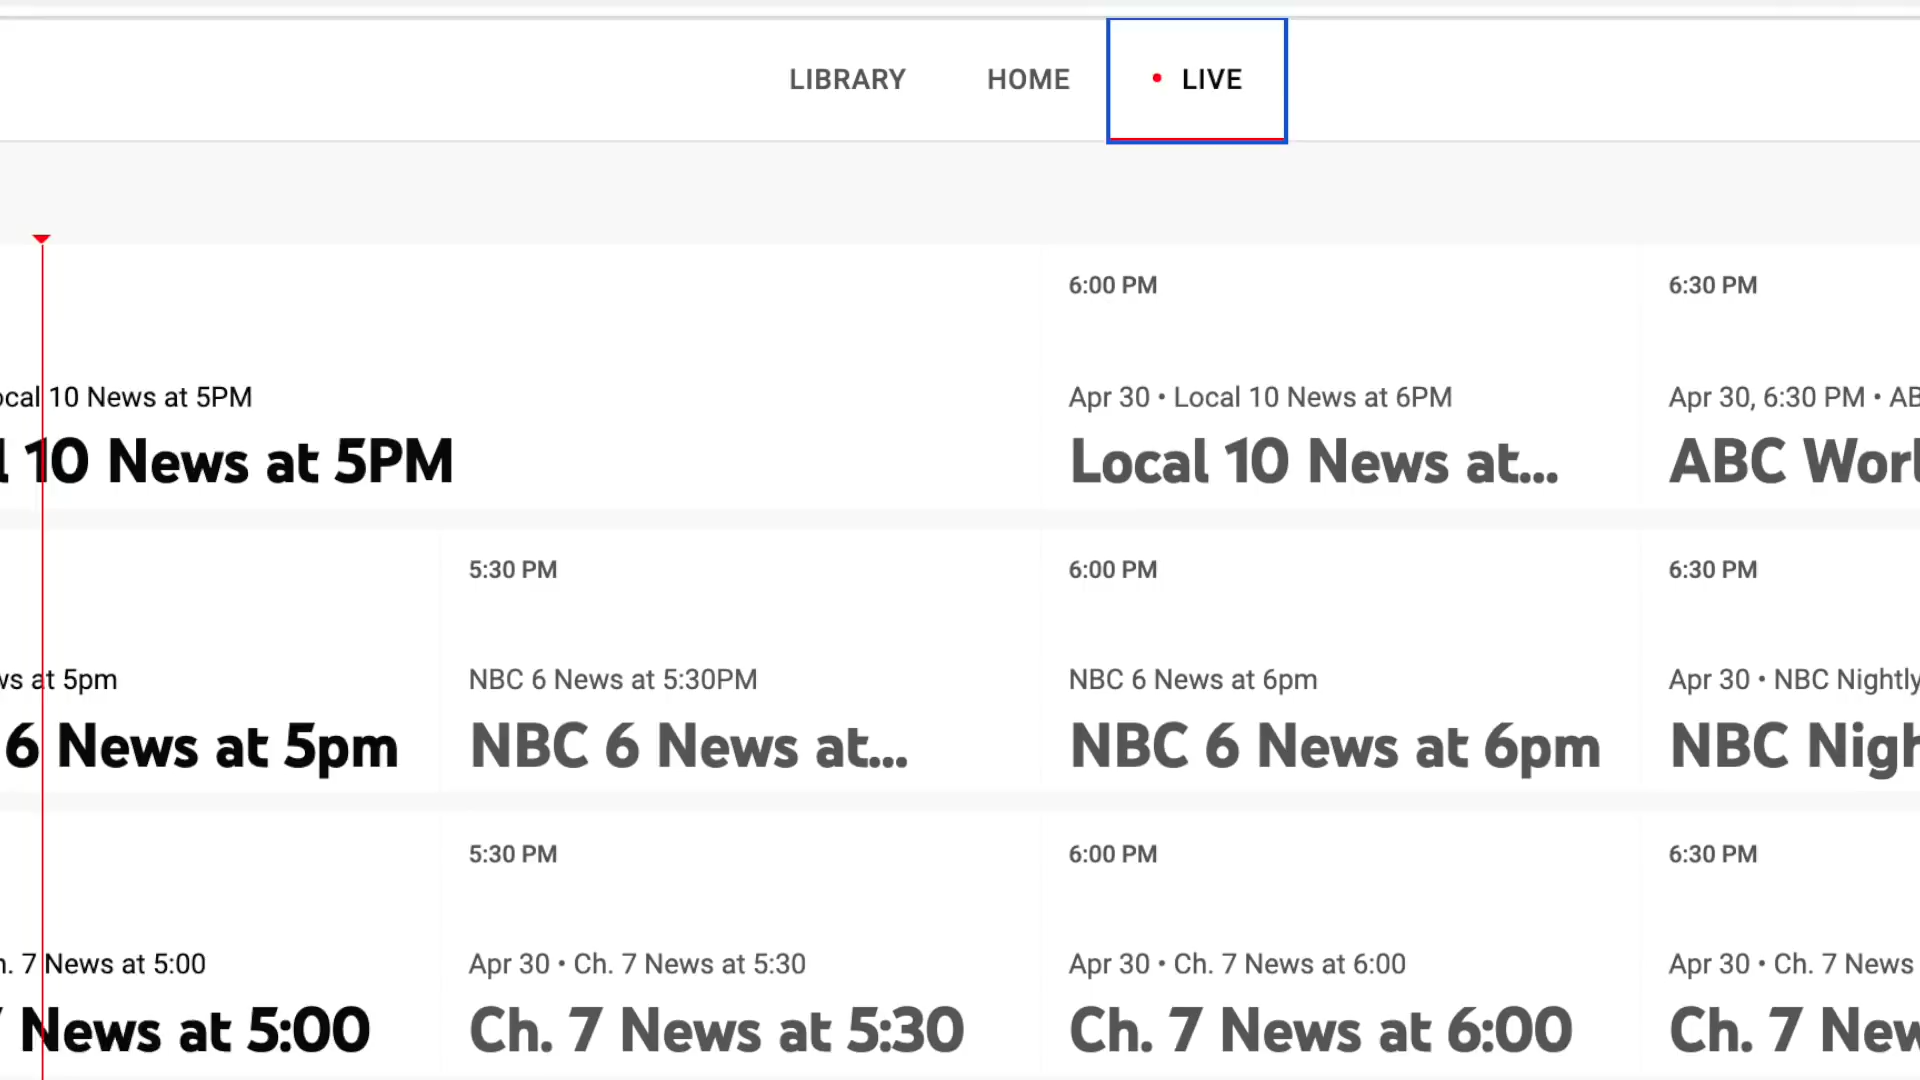 LIBRARY HOME • LIVE
6:00 PM 6:30 PM
10 News at 5PM Apr 30 • Local 10 News at 6PM Apr 30, 6:30 PM •
10 News at 5PM Local 10 News at... ABC
5:30 PM 6:00 PM 6:30 PM
at 5pm NBC 6 News at 5:30PM NBC 6 News at 6pm Apr 30 • NBC Nightly
6 News at 5pm NBC 6 News at... NBC 6 News at 6pm NBC
5:30 PM 6:00 PM 6:30 PM
7 News at 5:00 Apr 30 • Ch. 7 News at 5:30 Apr 30 • Ch. 7 News at 6:00 Apr 30 • Ch. 7 News
News at 5:00 Ch. 7 News at 5:30 Ch. 7 News at 6:00 Ch. 7